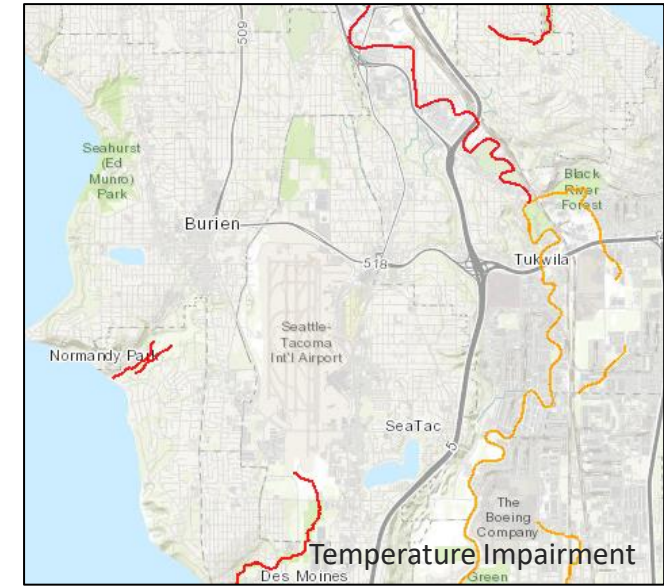 509
Seahurst
(Ed
Munro)
Park
Black
River
Forest
Burien
518
Tukwila
Seattle-
Tacoma
Int'l Airport
Normandy Park
SeaTac
5
The
Boeing
Company
Temperature Impairment
Des Moines
Green